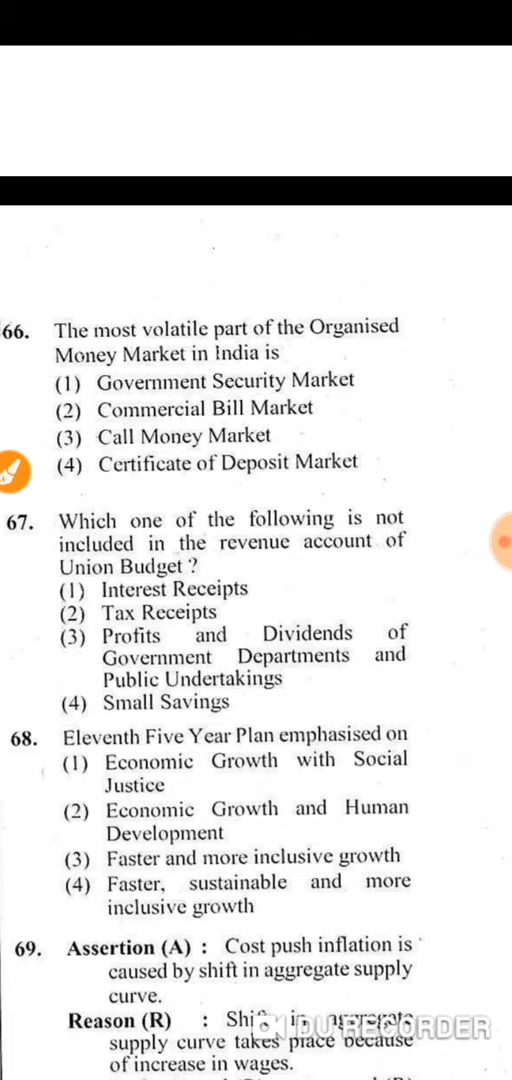 66. The most volatile part of the Organised
Money Market in India is
(1) Government Security Market
(2) Commercial Bill Market
(3) Call Money Market
(4) Certificate of Deposit Market
67. Which one of the following is not
included in the revenue account of
Union Budget ?
(1) Interest Receipts
(2) Tax Receipts
(3) Profits and Dividends of
Government Departments and
Public Undertakings
(4) Small Savings
68. Eleventh Five Year Plan emphasised on
(1) Economic Growth with Social
Justice
(2) Economic Growth and Human
Development
(3) Faster and more inclusive growth
(4) Faster, sustainable and more
inclusive growth
69. Assertion (A) : Cost push inflation is
caused by shift in aggregate supply
curve.
Reason (R) : Shift in aggregate
DU RECORDER
supply curve takes place because
of increase in wages.